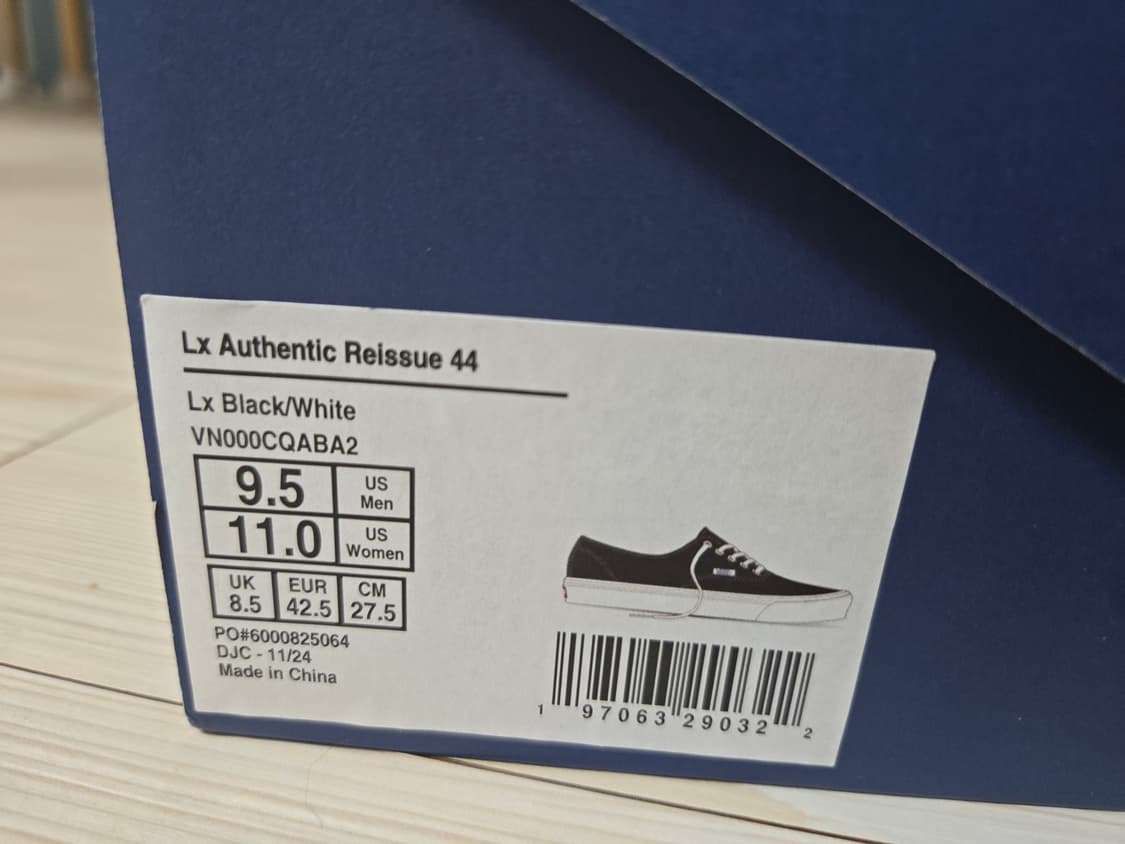 Lx Authentic Reissue 44
Lx Black/White
VN000CQABA2
9.5 US Men
11.0 US Women
UK EUR CM
8.5 42.5 27.5
PO#6000825064
DJC - 11/24
Made in China
1 97063 29032 2